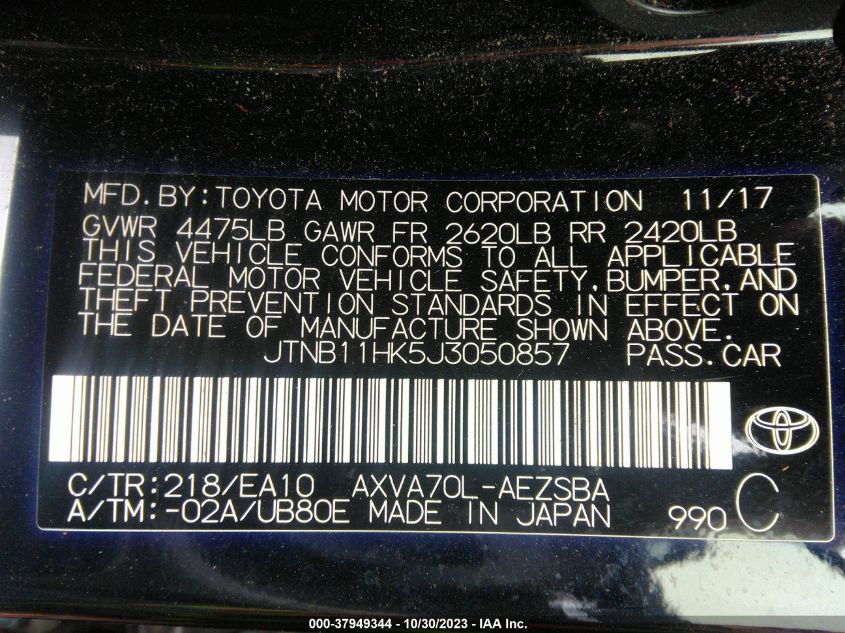 MFD.BY:TOYOTA MOTOR CORPORATION 11/17
GVWR 4475LB GAWR FR 2620LB RR 2420LB
THIS VEHICLE CONFORMS TO ALL APPLICABLE
FEDERAL MOTOR VEHICLE SAFETY,BUMPER,AND
THEFT PREVENTION STANDARDS IN EFFECT ON
THE DATE OF MANUFACTURE SHOWN ABOVE.
JTNB11HK5J3050857 PASS.CAR
C/TR:218/EA10 AXVA70L-AEZSBA
A/TM:-02A/UB80E MADE IN JAPAN 990 C
000-37949344 - 10/30/2023 - IAA Inc.